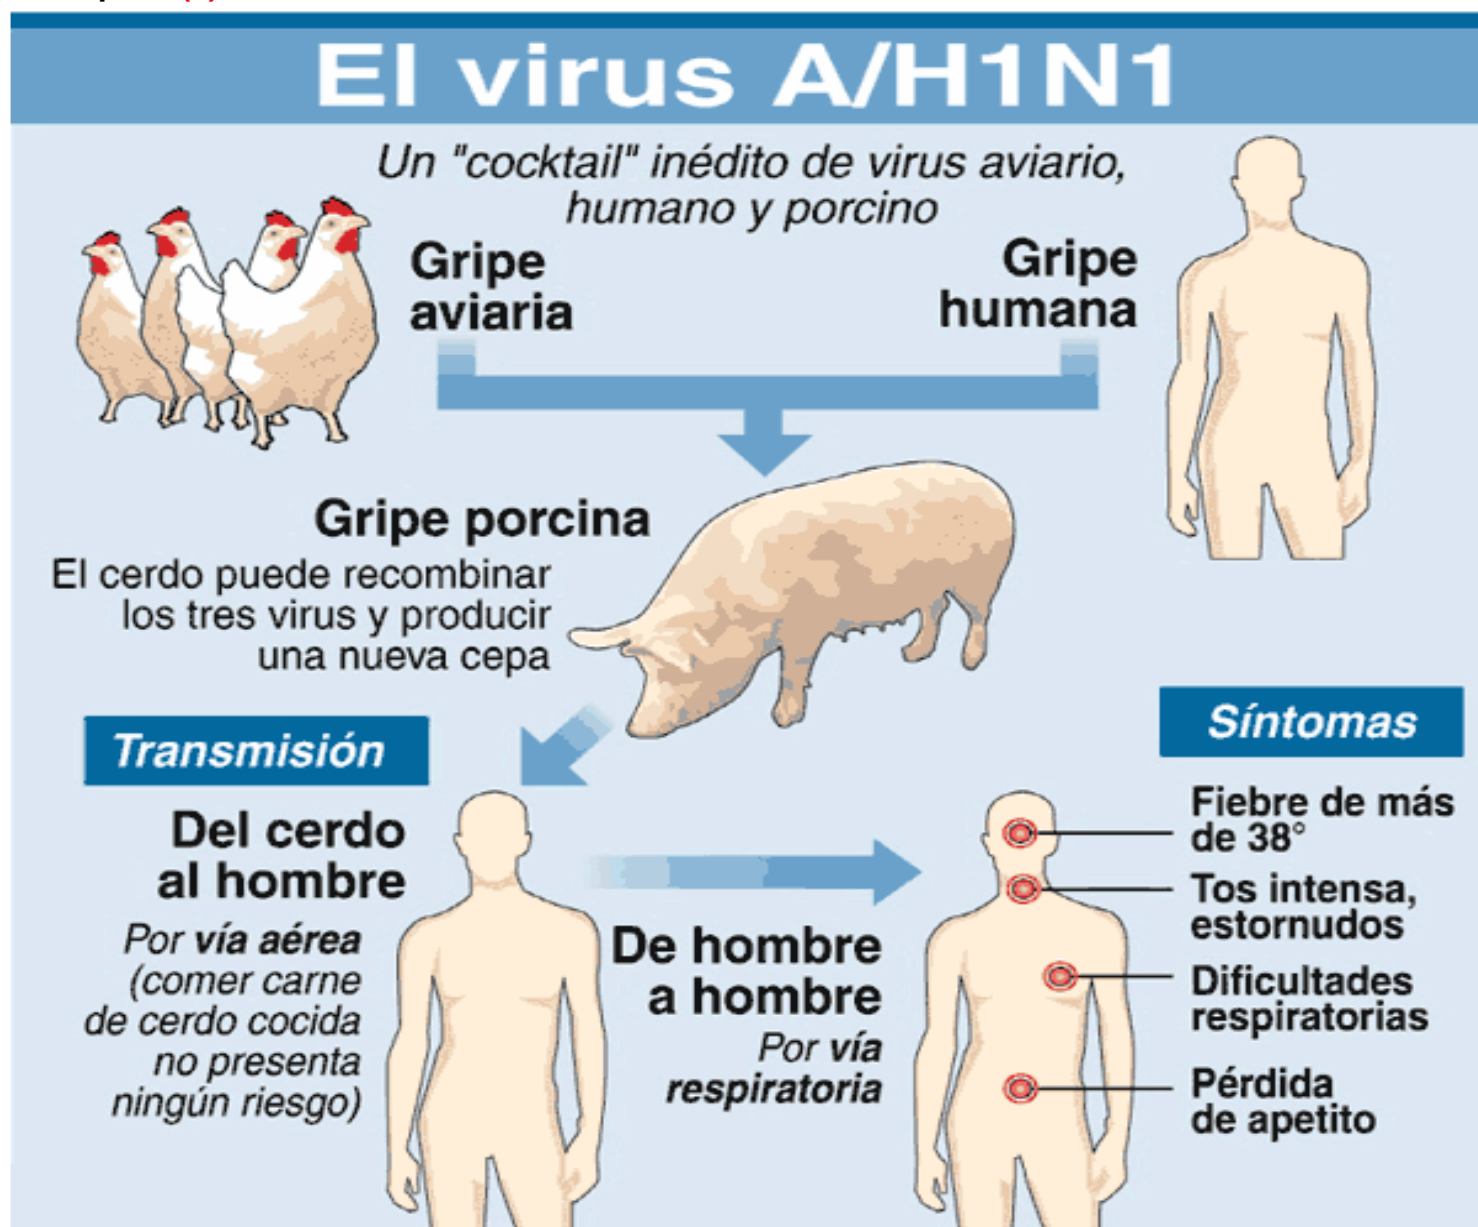 El virus A/H1N1
Un "cocktail" inédito de virus aviario,
humano y porcino
Gripe
aviaria
Gripe
humana
Gripe porcina
El cerdo puede recombinar
los tres virus y producir
una nueva cepa
Transmisión
Del cerdo
al hombre
Por vía aérea
(comer carne
de cerdo cocida
no presenta
ningún riesgo)
De hombre
a hombre
Por vía
respiratoria
Síntomas
Fiebre de más
de 38°
Tos intensa,
estornudos
Dificultades
respiratorias
Pérdida
de apetito